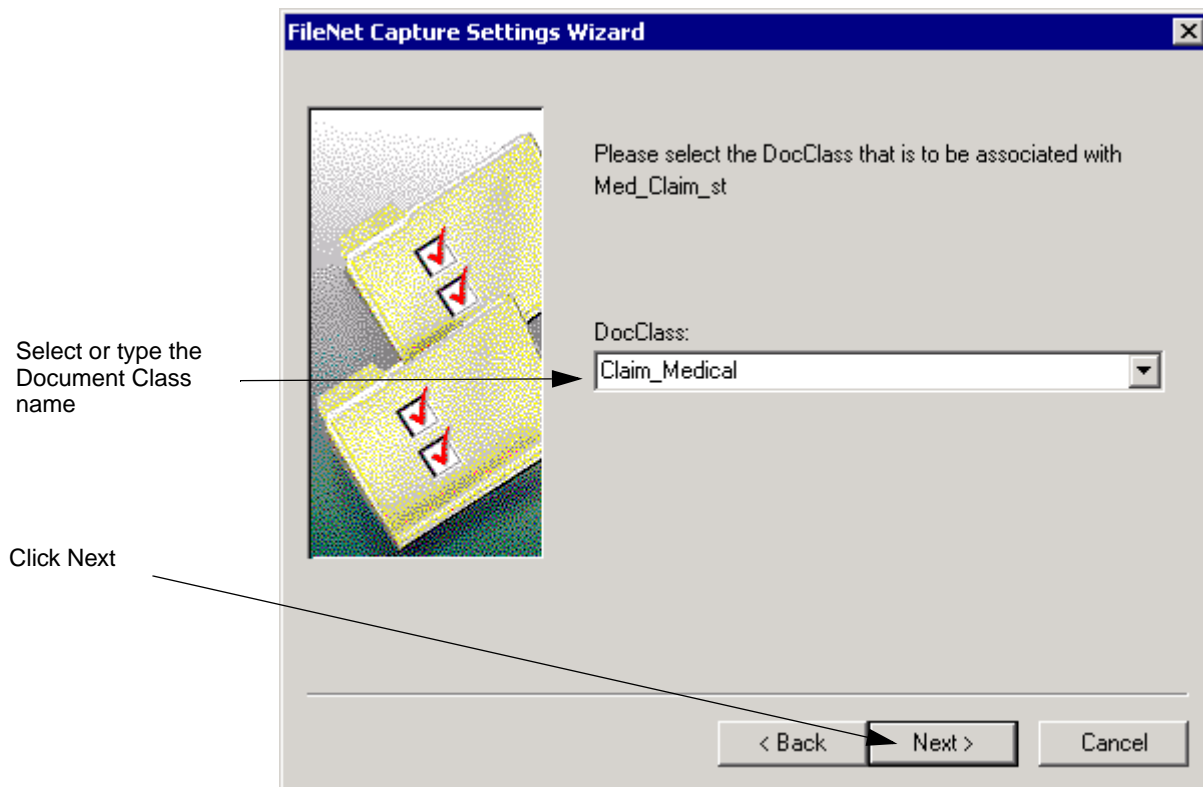 FileNet Capture Settings Wizard
Please select the DocClass that is to be associated with
Med_Claim_st
DocClass:
Select or type the
Document Class
name
Claim_Medical
Click Next
< Back
Next >
Cancel